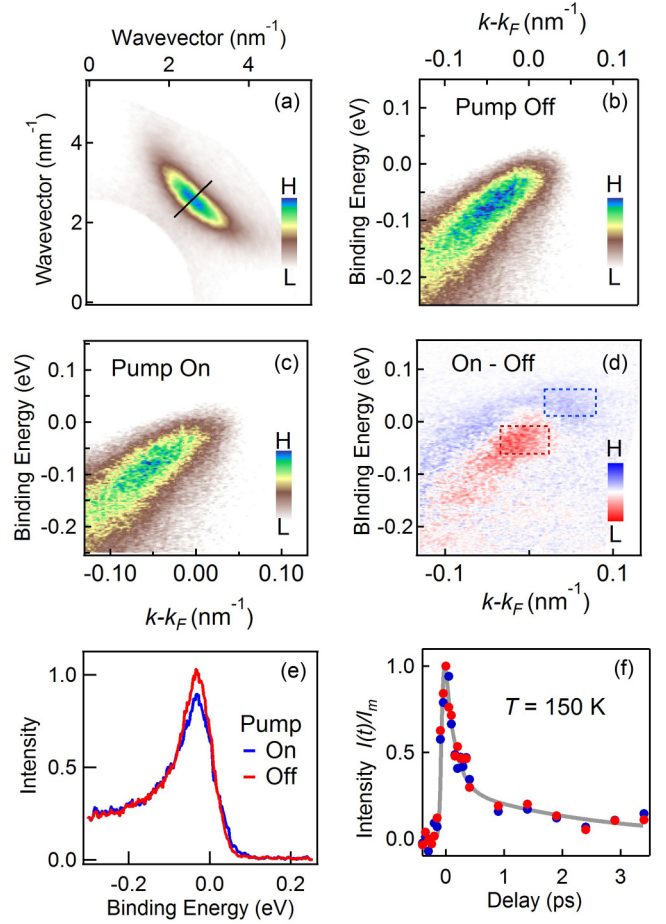 Wavevector (nm⁻¹)
0 2 4
(a)
Wavevector (nm⁻¹)
4
2
0
H
L
k-k_F (nm⁻¹)
-0.1 0.0 0.1
(b)
Pump Off
Binding Energy (eV)
0.1
0.0
-0.1
-0.2
H
L
(c)
Pump On
Binding Energy (eV)
0.1
0.0
-0.1
-0.2
H
L
-0.10 0.00 0.10
k-k_F (nm⁻¹)
On - Off
(d)
Binding Energy (eV)
0.1
0.0
-0.1
-0.2
H
L
-0.1 0.0 0.1
k-k_F (nm⁻¹)
(e)
Intensity
1.0
0.5
0.0
Pump
On
Off
-0.2 0.0 0.2
Binding Energy (eV)
(f)
T = 150 K
Intensity I(t)/I_m
1.0
0.5
0.0
0 1 2 3
Delay (ps)